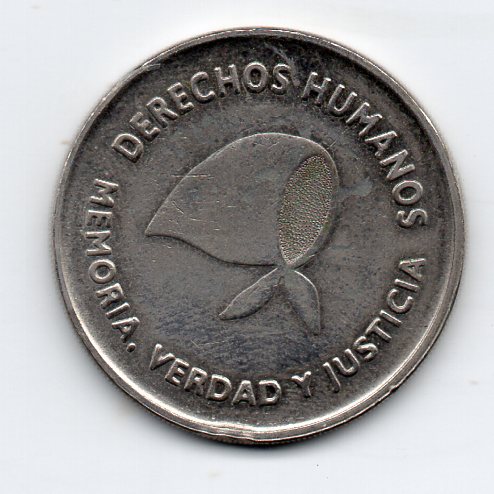 DERECHOS HUMANOS
MEMORIA, VERDAD Y JUSTICIA